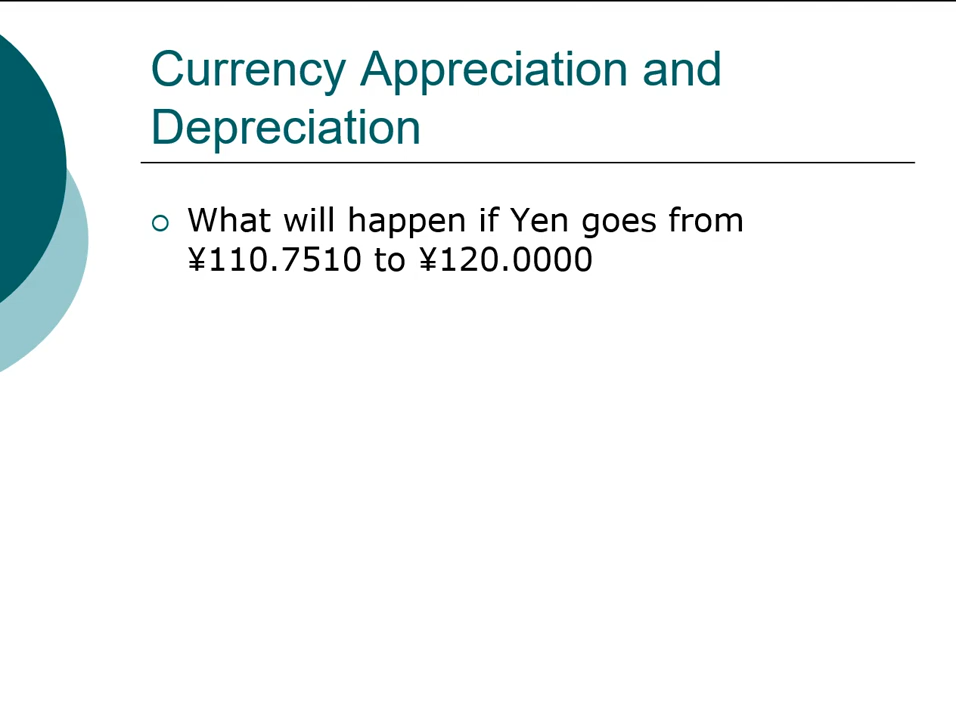 Currency Appreciation and
Depreciation
What will happen if Yen goes from
¥110.7510 to ¥120.0000